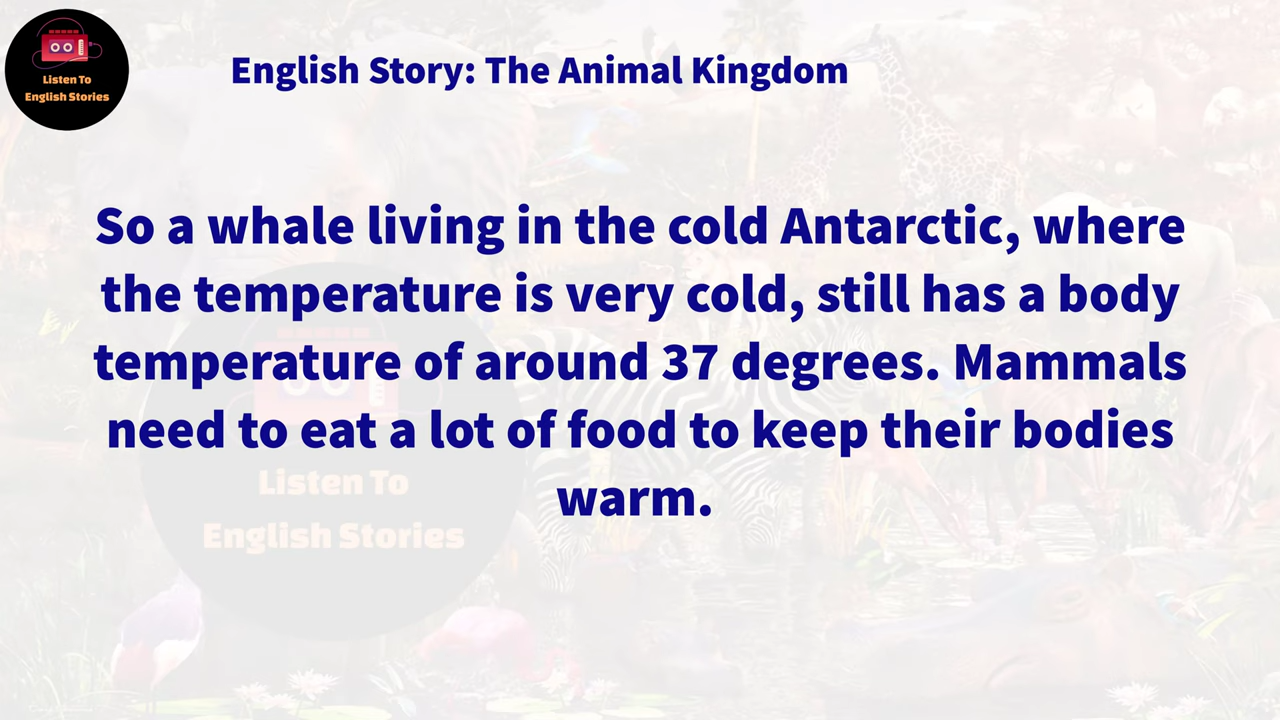 Listen To
English Stories
English Story: The Animal Kingdom
So a whale living in the cold Antarctic, where
the temperature is very cold, still has a body
temperature of around 37 degrees. Mammals
need to eat a lot of food to keep their bodies
warm.
Listen To
English Stories